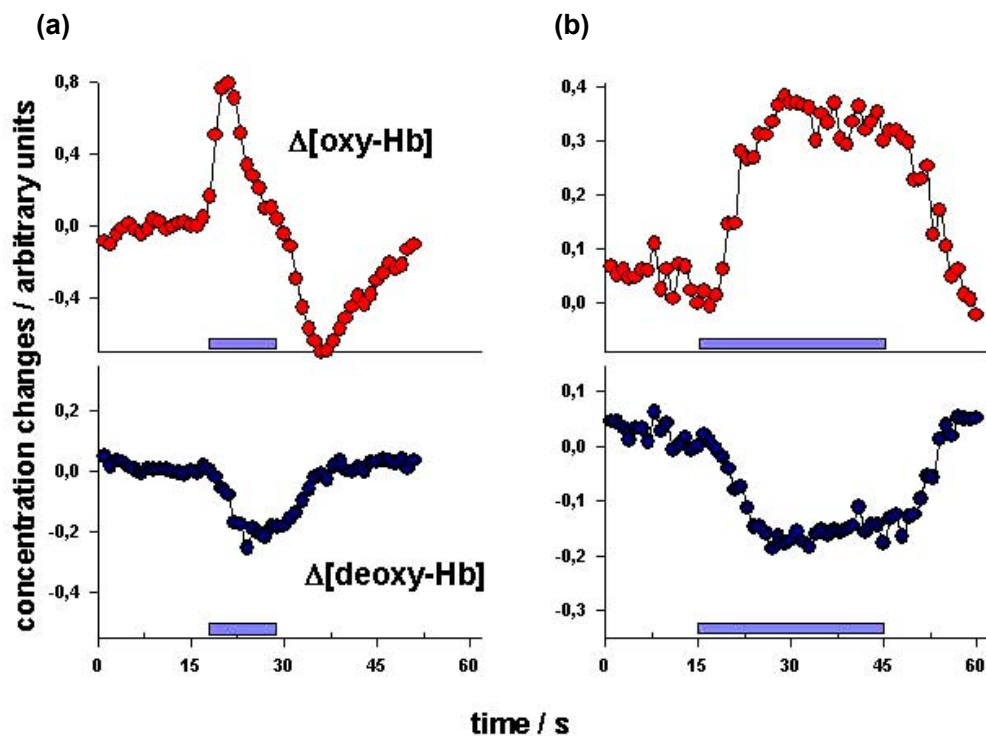 (a)
(b)
concentration changes / arbitrary units
0,8
0,4
0,0
-0,4
Δ[oxy-Hb]
0,4
0,3
0,2
0,1
0,0
0,2
0,0
-0,2
-0,4
Δ[deoxy-Hb]
0,1
0,0
-0,1
-0,2
-0,3
0 15 30 45 60
0 15 30 45 60
time / s